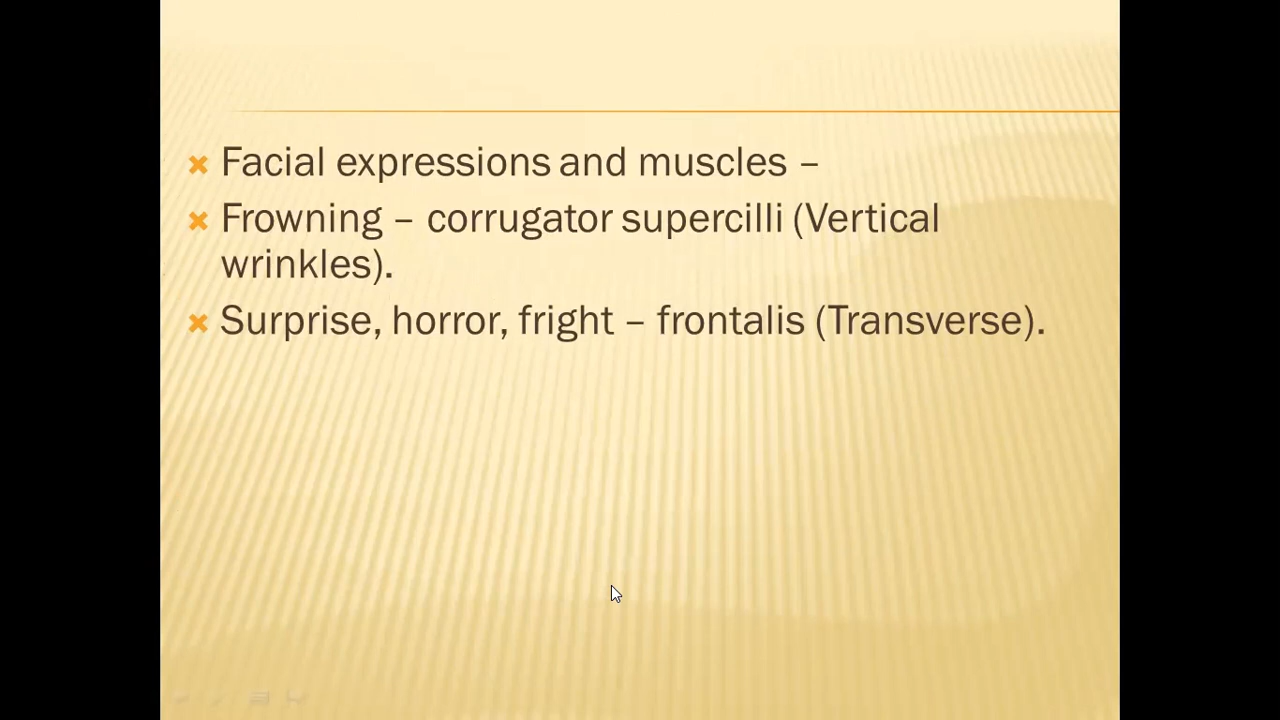 Facial expressions and muscles –
Frowning – corrugator supercilli (Vertical
wrinkles).
Surprise, horror, fright – frontalis (Transverse).